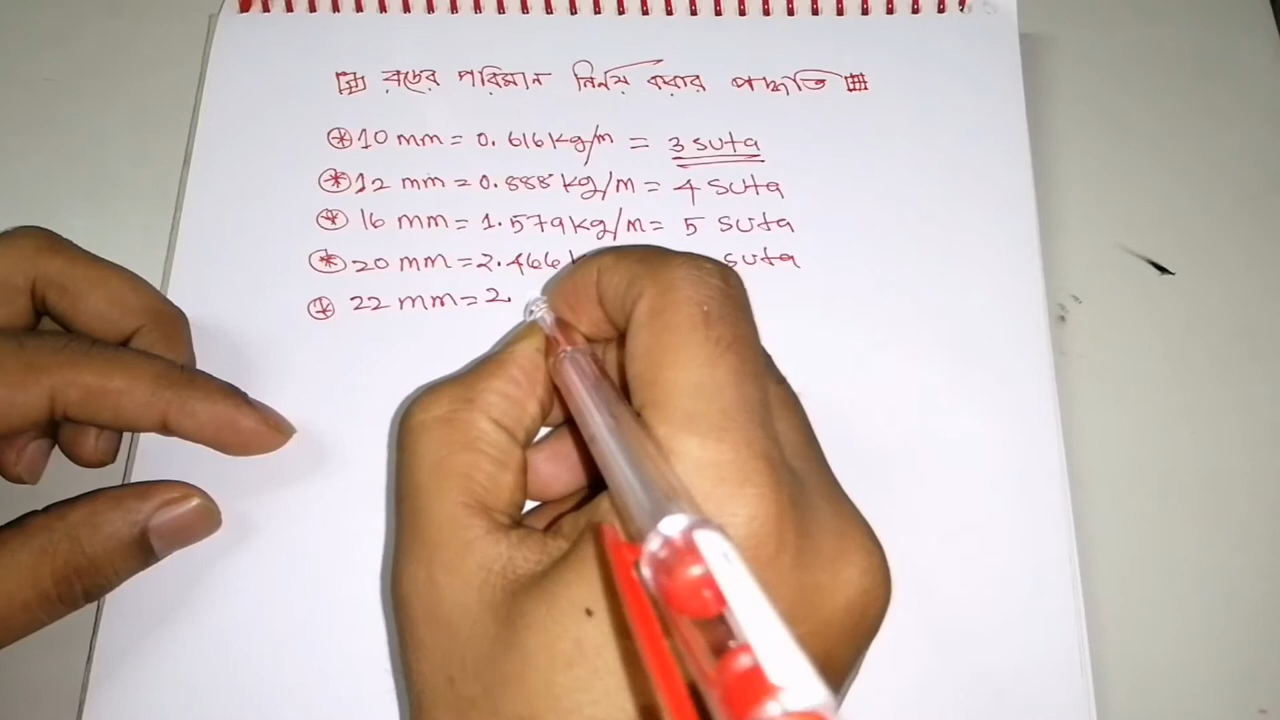 রডের পরিমান নির্নয় করার পদ্ধতি
10 mm = 0.616 kg/m = 3 suta
12 mm = 0.888 kg/m = 4 suta
16 mm = 1.579 kg/m = 5 suta
20 mm = 2.466 suta
22 mm = 2.